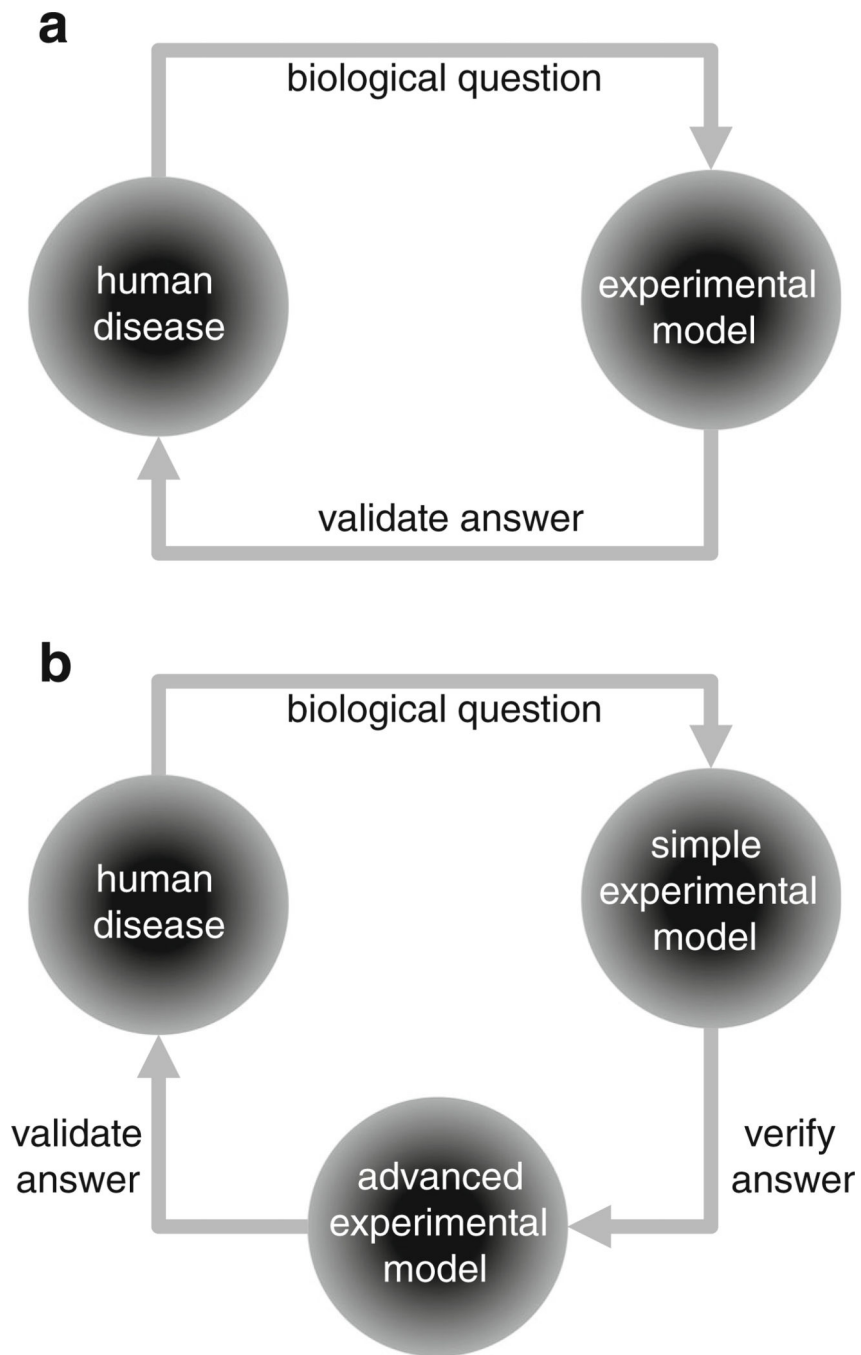 a
biological question
human
disease
experimental
model
validate answer
b
biological question
human
disease
simple
experimental
model
validate
answer
verify
answer
advanced
experimental
model